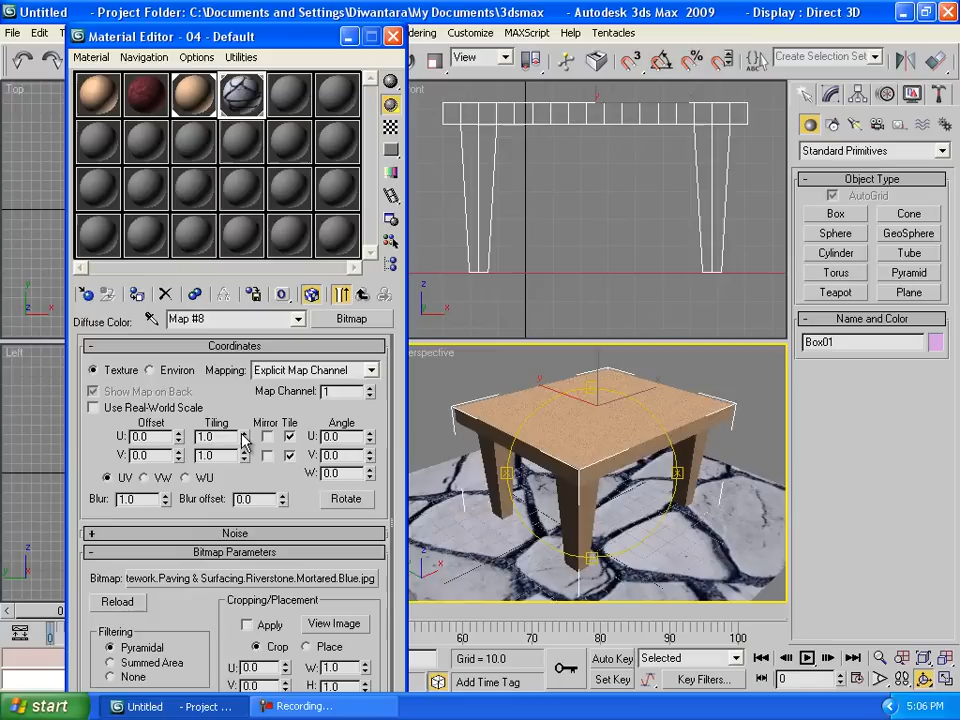 Untitled - Project Folder: C:\Documents and Settings\Diwantara\My Documents\3dsmax - Autodesk 3ds Max 2009 - Display : Direct 3D
File Edit
Customize MAXScript Help Tentacles
View
Create Selection Set
Material Editor - 04 - Default
Material Navigation Options Utilities
Diffuse Color: Map #8 Bitmap
- Coordinates
Texture Environ Mapping: Explicit Map Channel
Show Map on Back Map Channel: 1
Use Real-World Scale
Offset Tiling Mirror Tile Angle
U: 0.0 1.0 U: 0.0
V: 0.0 1.0 V: 0.0
W: 0.0
UV VW WU
Blur: 1.0 Blur offset: 0.0 Rotate
+ Noise
- Bitmap Parameters
Bitmap: tework.Paving & Surfacing.Riverstone.Mortared.Blue.jpg
Reload
Cropping/Placement
Apply View Image
Crop Place
U: 0.0 W: 1.0
V: 0.0 H: 1.0
Filtering
Pyramidal
Summed Area
None
Top
Left
z
x
y
Standard Primitives
- Object Type
AutoGrid
Box Cone
Sphere GeoSphere
Cylinder Tube
Torus Pyramid
Teapot Plane
- Name and Color
Box01
0
60 70 80 90 100
Grid = 10.0
Add Time Tag
Auto Key Selected
Set Key Key Filters...
0
start Untitled - Project ... Recording... 5:06 PM